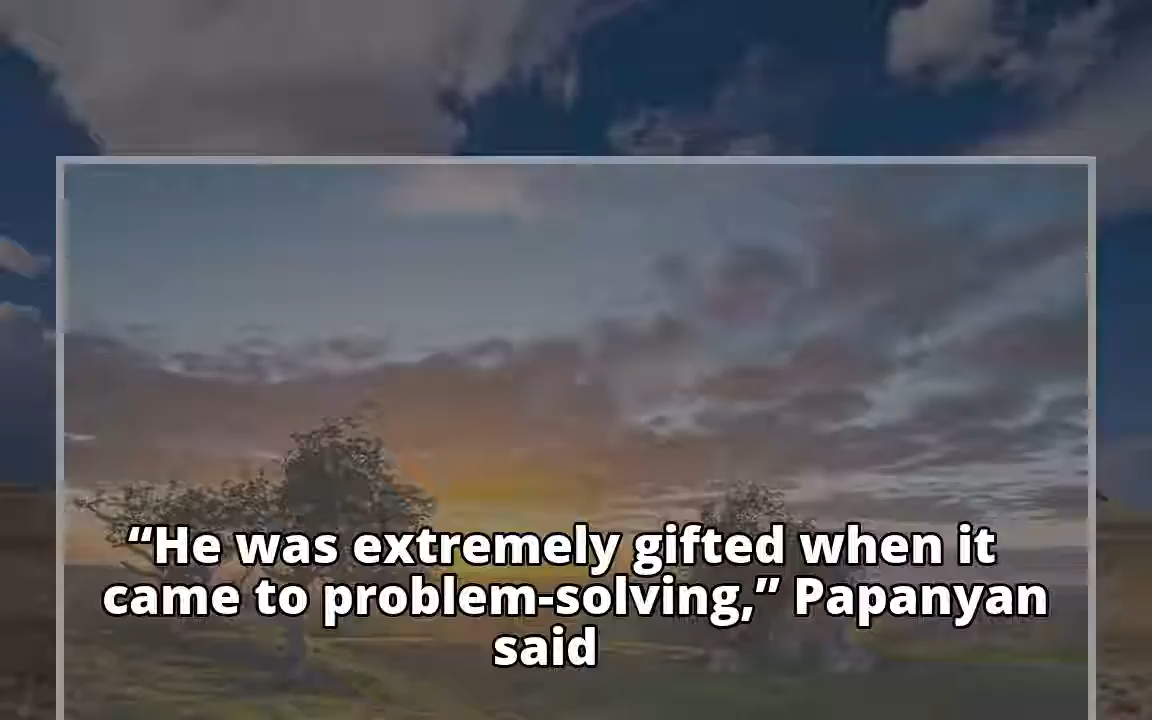 “He was extremely gifted when it
came to problem-solving,” Papanyan
said